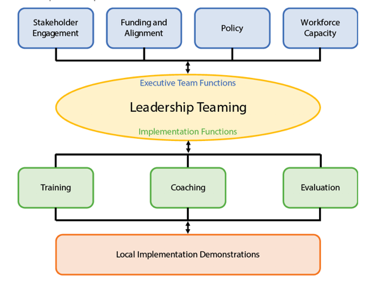 Stakeholder
Engagement
Funding and
Alignment
Policy
Workforce
Capacity
Executive Team Functions
Leadership Teaming
Implementation Functions
Training
Coaching
Evaluation
Local Implementation Demonstrations